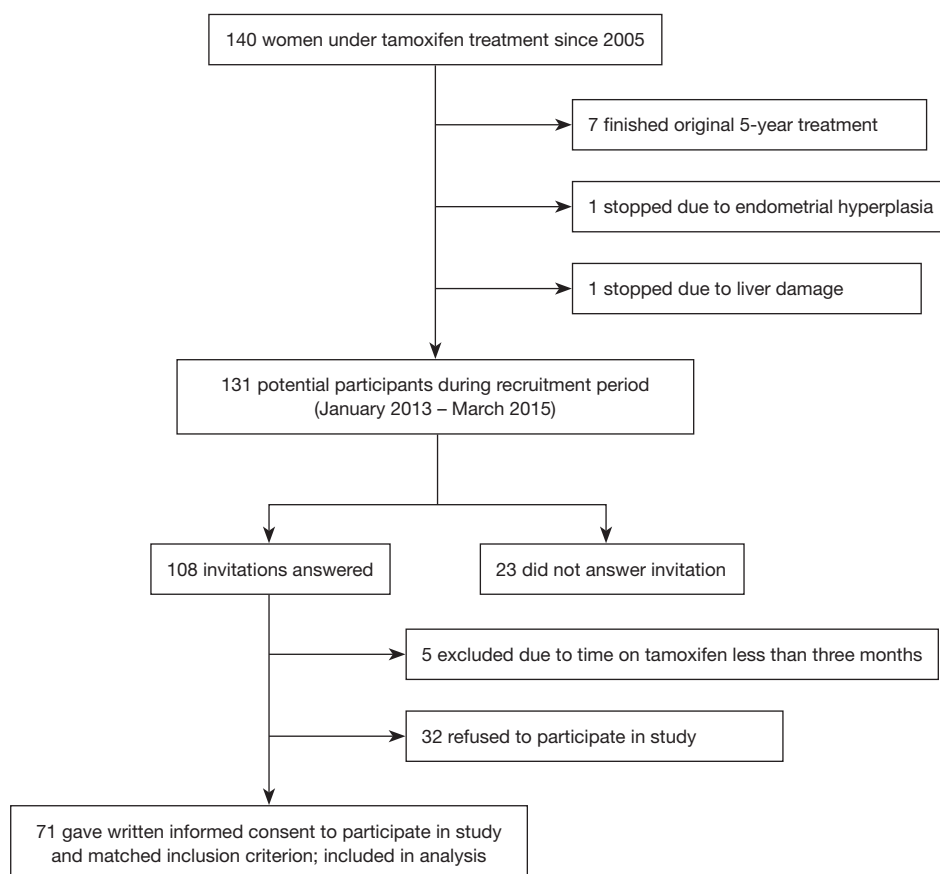 140 women under tamoxifen treatment since 2005
7 finished original 5-year treatment
1 stopped due to endometrial hyperplasia
1 stopped due to liver damage
131 potential participants during recruitment period
(January 2013 – March 2015)
108 invitations answered
23 did not answer invitation
5 excluded due to time on tamoxifen less than three months
32 refused to participate in study
71 gave written informed consent to participate in study
and matched inclusion criterion; included in analysis